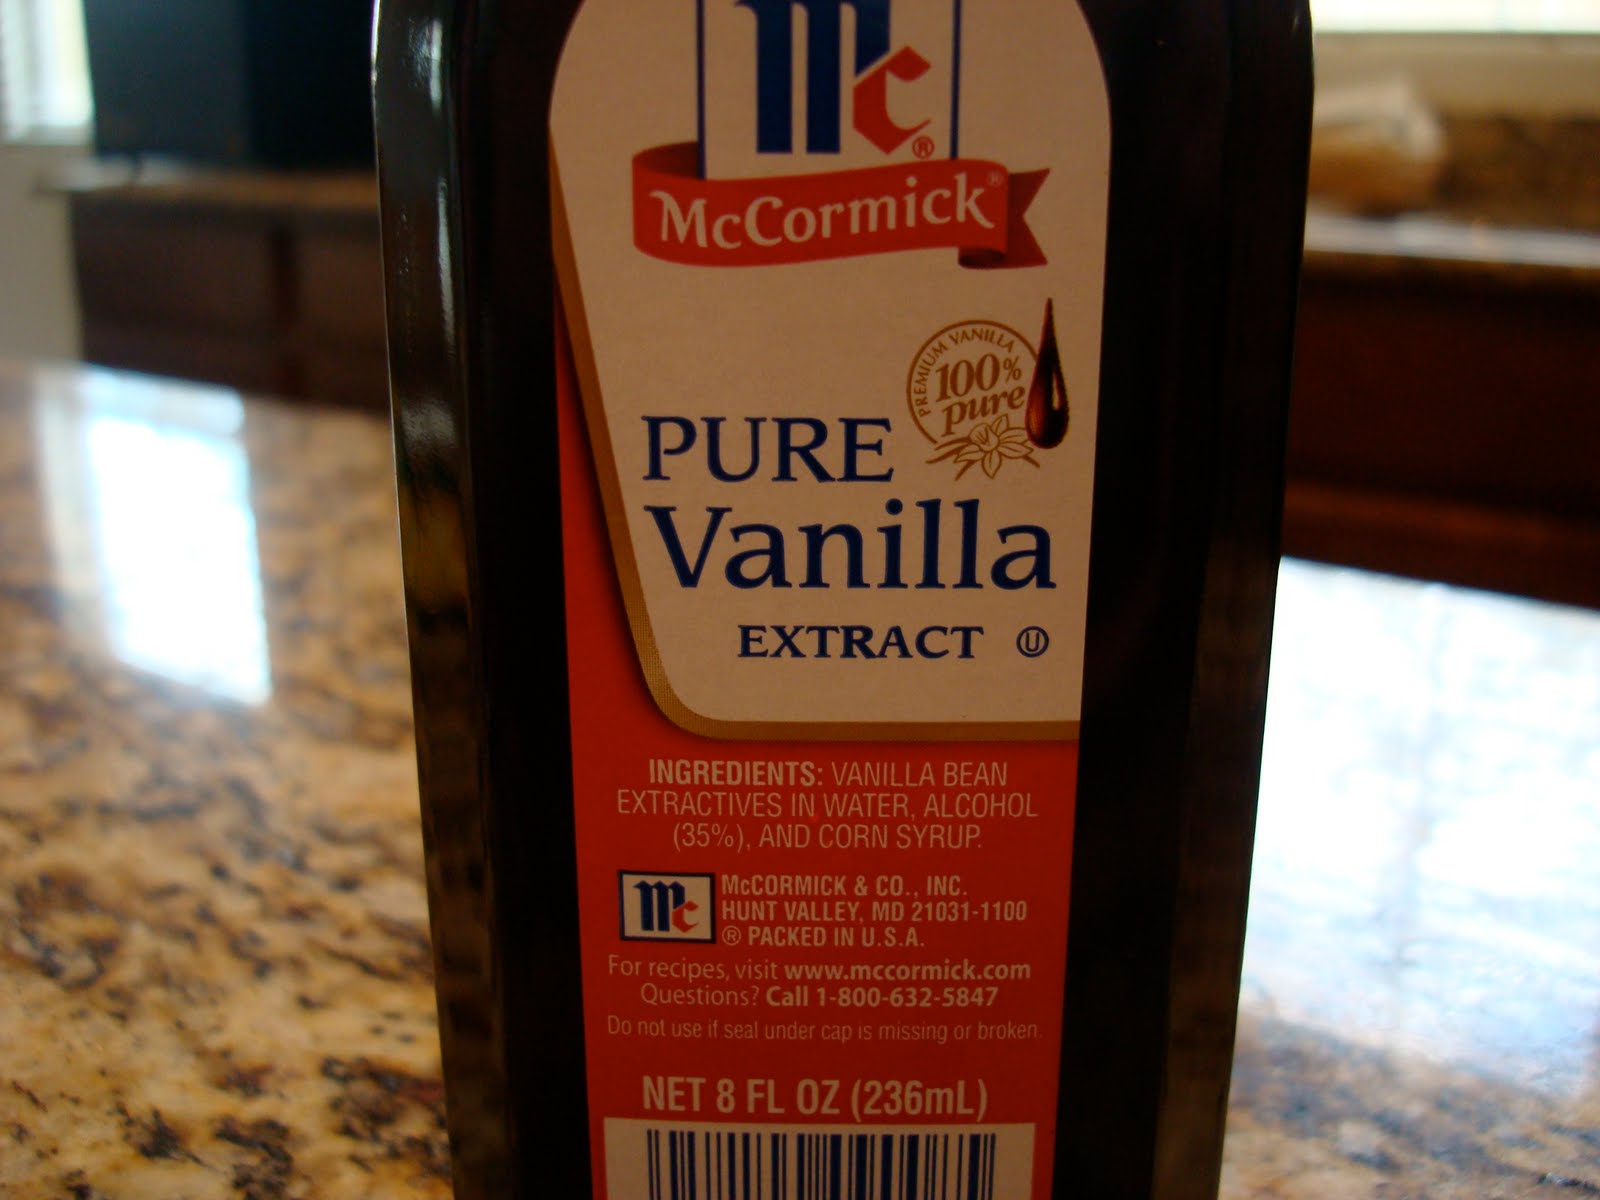 Mc®
McCormick®
PREMIUM VANILLA
100%
pure
PURE
Vanilla
EXTRACT Ⓤ
INGREDIENTS: VANILLA BEAN
EXTRACTIVES IN WATER, ALCOHOL
(35%), AND CORN SYRUP.
Mc
McCORMICK & CO., INC.
HUNT VALLEY, MD 21031-1100
® PACKED IN U.S.A.
For recipes, visit www.mccormick.com
Questions? Call 1-800-632-5847
Do not use if seal under cap is missing or broken.
NET 8 FL OZ (236mL)